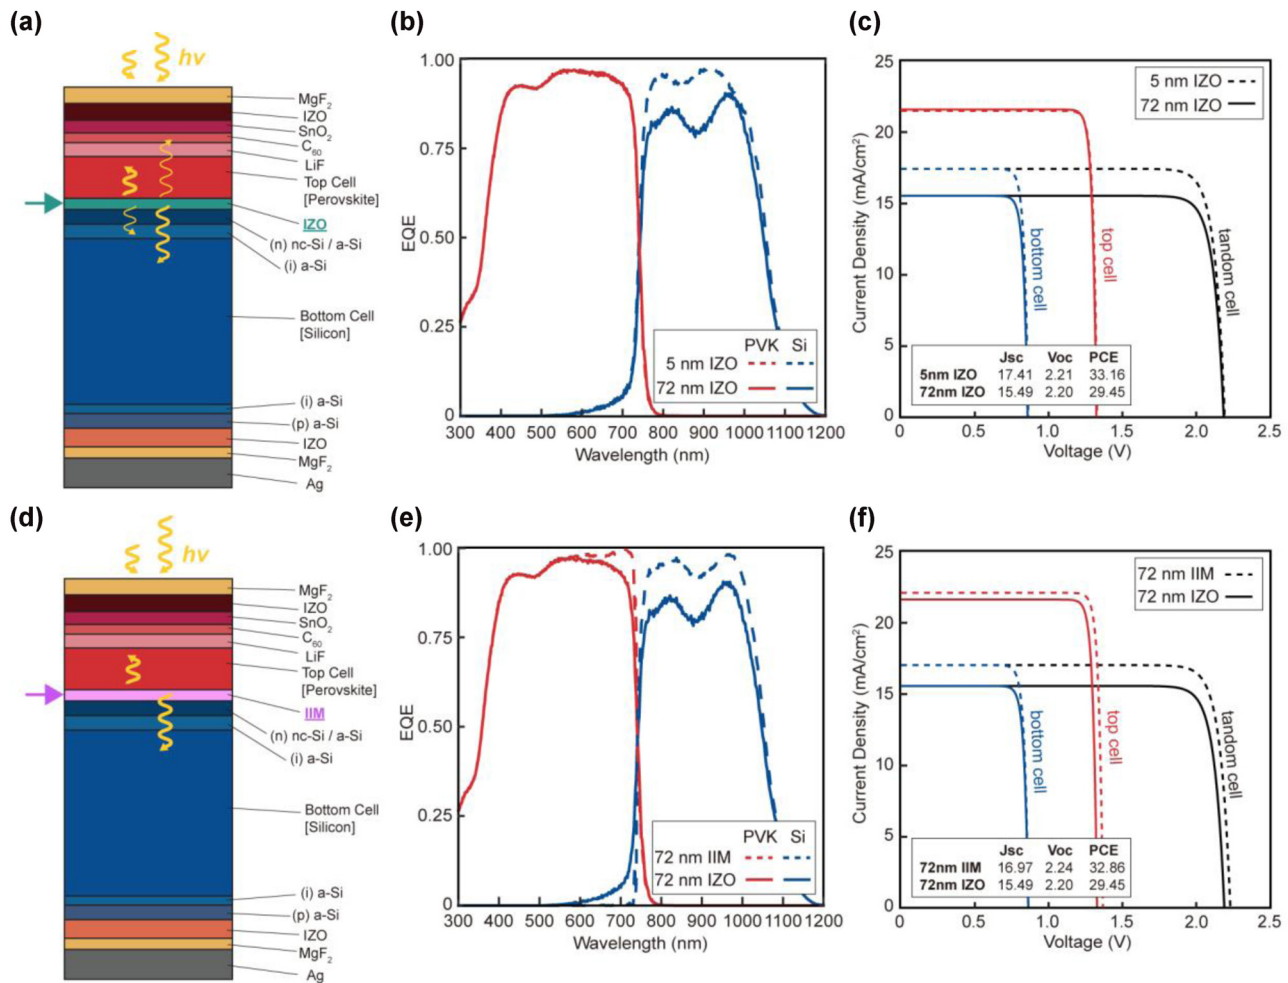 (a)
hv
MgF2
IZO
SnO2
C60
LiF
Top Cell
[Perovskite]
IZO
(n) nc-Si / a-Si
(i) a-Si
Bottom Cell
[Silicon]
(i) a-Si
(p) a-Si
IZO
MgF2
Ag
(b)
1.00
0.75
0.50
0.25
0
EQE
PVK Si
5 nm IZO
72 nm IZO
300 400 500 600 700 800 900 1000 1100 1200
Wavelength (nm)
(c)
25
20
15
10
5
0
Current Density (mA/cm2)
5 nm IZO
72 nm IZO
bottom cell
top cell
tandom cell
Jsc Voc PCE
5nm IZO 17.41 2.21 33.16
72nm IZO 15.49 2.20 29.45
0 0.5 1.0 1.5 2.0 2.5
Voltage (V)
(d)
hv
MgF2
IZO
SnO2
C60
LiF
Top Cell
[Perovskite]
IIM
(n) nc-Si / a-Si
(i) a-Si
Bottom Cell
[Silicon]
(i) a-Si
(p) a-Si
IZO
MgF2
Ag
(e)
1.00
0.75
0.50
0.25
0
EQE
PVK Si
72 nm IIM
72 nm IZO
300 400 500 600 700 800 900 1000 1100 1200
Wavelength (nm)
(f)
25
20
15
10
5
0
Current Density (mA/cm2)
72 nm IIM
72 nm IZO
bottom cell
top cell
tandom cell
Jsc Voc PCE
72nm IIM 16.97 2.24 32.86
72nm IZO 15.49 2.20 29.45
0 0.5 1.0 1.5 2.0 2.5
Voltage (V)